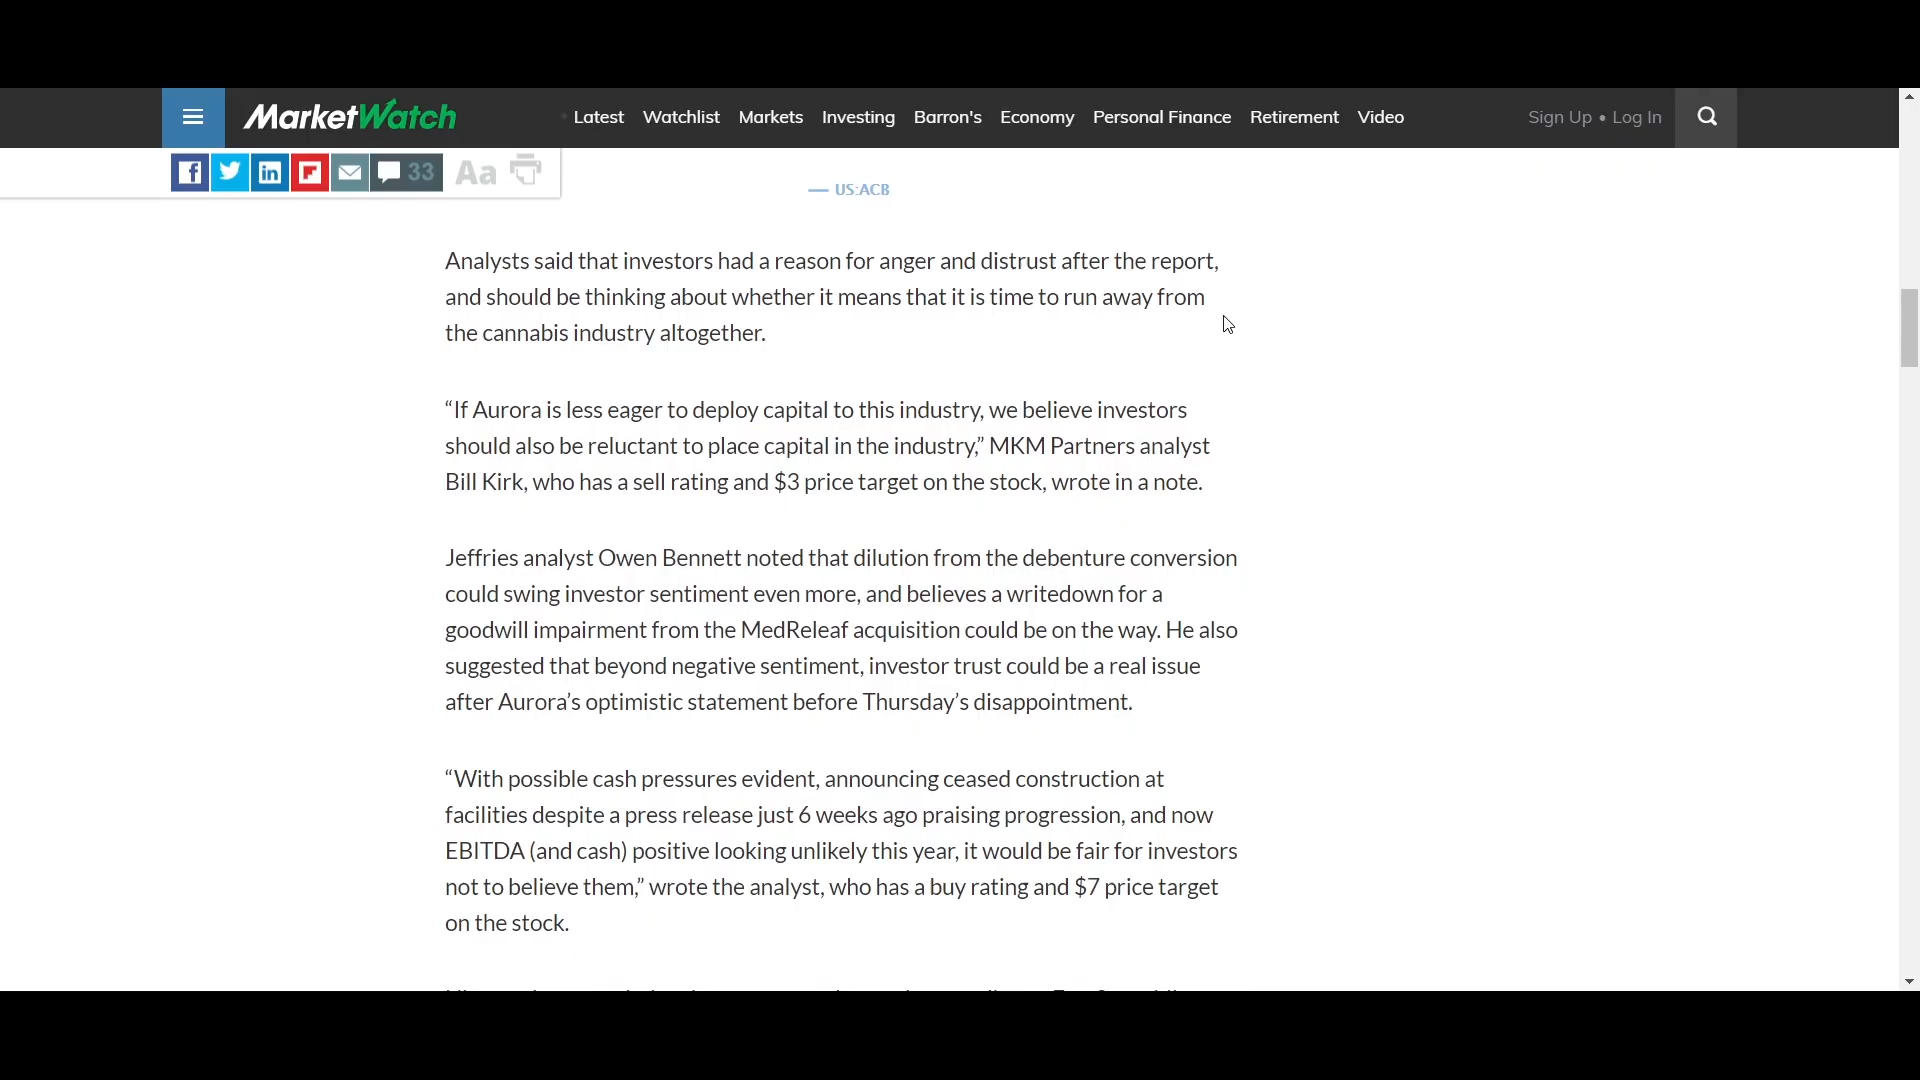 MarketWatch
Latest Watchlist Markets Investing Barron's Economy Personal Finance Retirement Video
Sign Up • Log In
33 Aa
US:ACB
Analysts said that investors had a reason for anger and distrust after the report,
and should be thinking about whether it means that it is time to run away from
the cannabis industry altogether.
“If Aurora is less eager to deploy capital to this industry, we believe investors
should also be reluctant to place capital in the industry,” MKM Partners analyst
Bill Kirk, who has a sell rating and $3 price target on the stock, wrote in a note.
Jeffries analyst Owen Bennett noted that dilution from the debenture conversion
could swing investor sentiment even more, and believes a writedown for a
goodwill impairment from the MedReleaf acquisition could be on the way. He also
suggested that beyond negative sentiment, investor trust could be a real issue
after Aurora’s optimistic statement before Thursday’s disappointment.
“With possible cash pressures evident, announcing ceased construction at
facilities despite a press release just 6 weeks ago praising progression, and now
EBITDA (and cash) positive looking unlikely this year, it would be fair for investors
not to believe them,” wrote the analyst, who has a buy rating and $7 price target
on the stock.